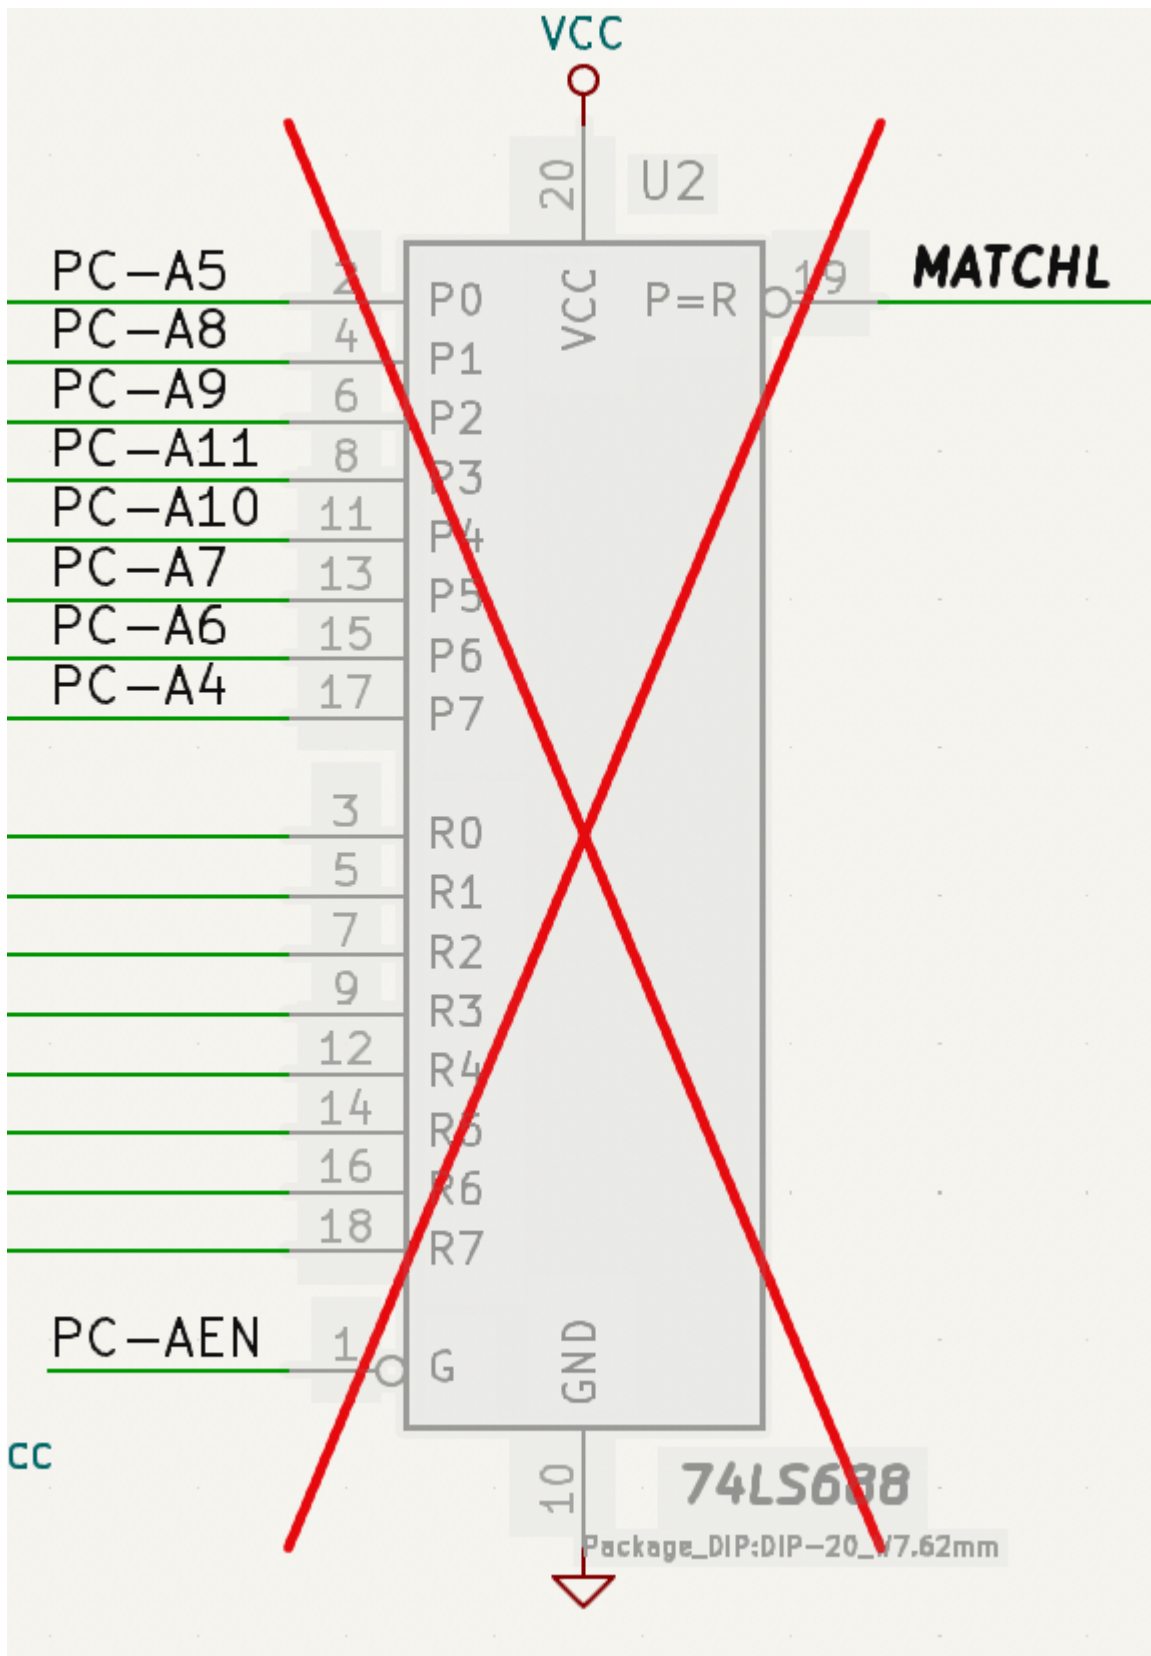 VCC
20
U2
PC-A5
2
P0
VCC
P=R
19
MATCHL
PC-A8
4
P1
PC-A9
6
P2
PC-A11
8
P3
PC-A10
11
P4
PC-A7
13
P5
PC-A6
15
P6
PC-A4
17
P7
3
R0
5
R1
7
R2
9
R3
12
R4
14
R5
16
R6
18
R7
PC-AEN
1
G
GND
CC
10
74LS688
Package_DIP:DIP-20_W7.62mm